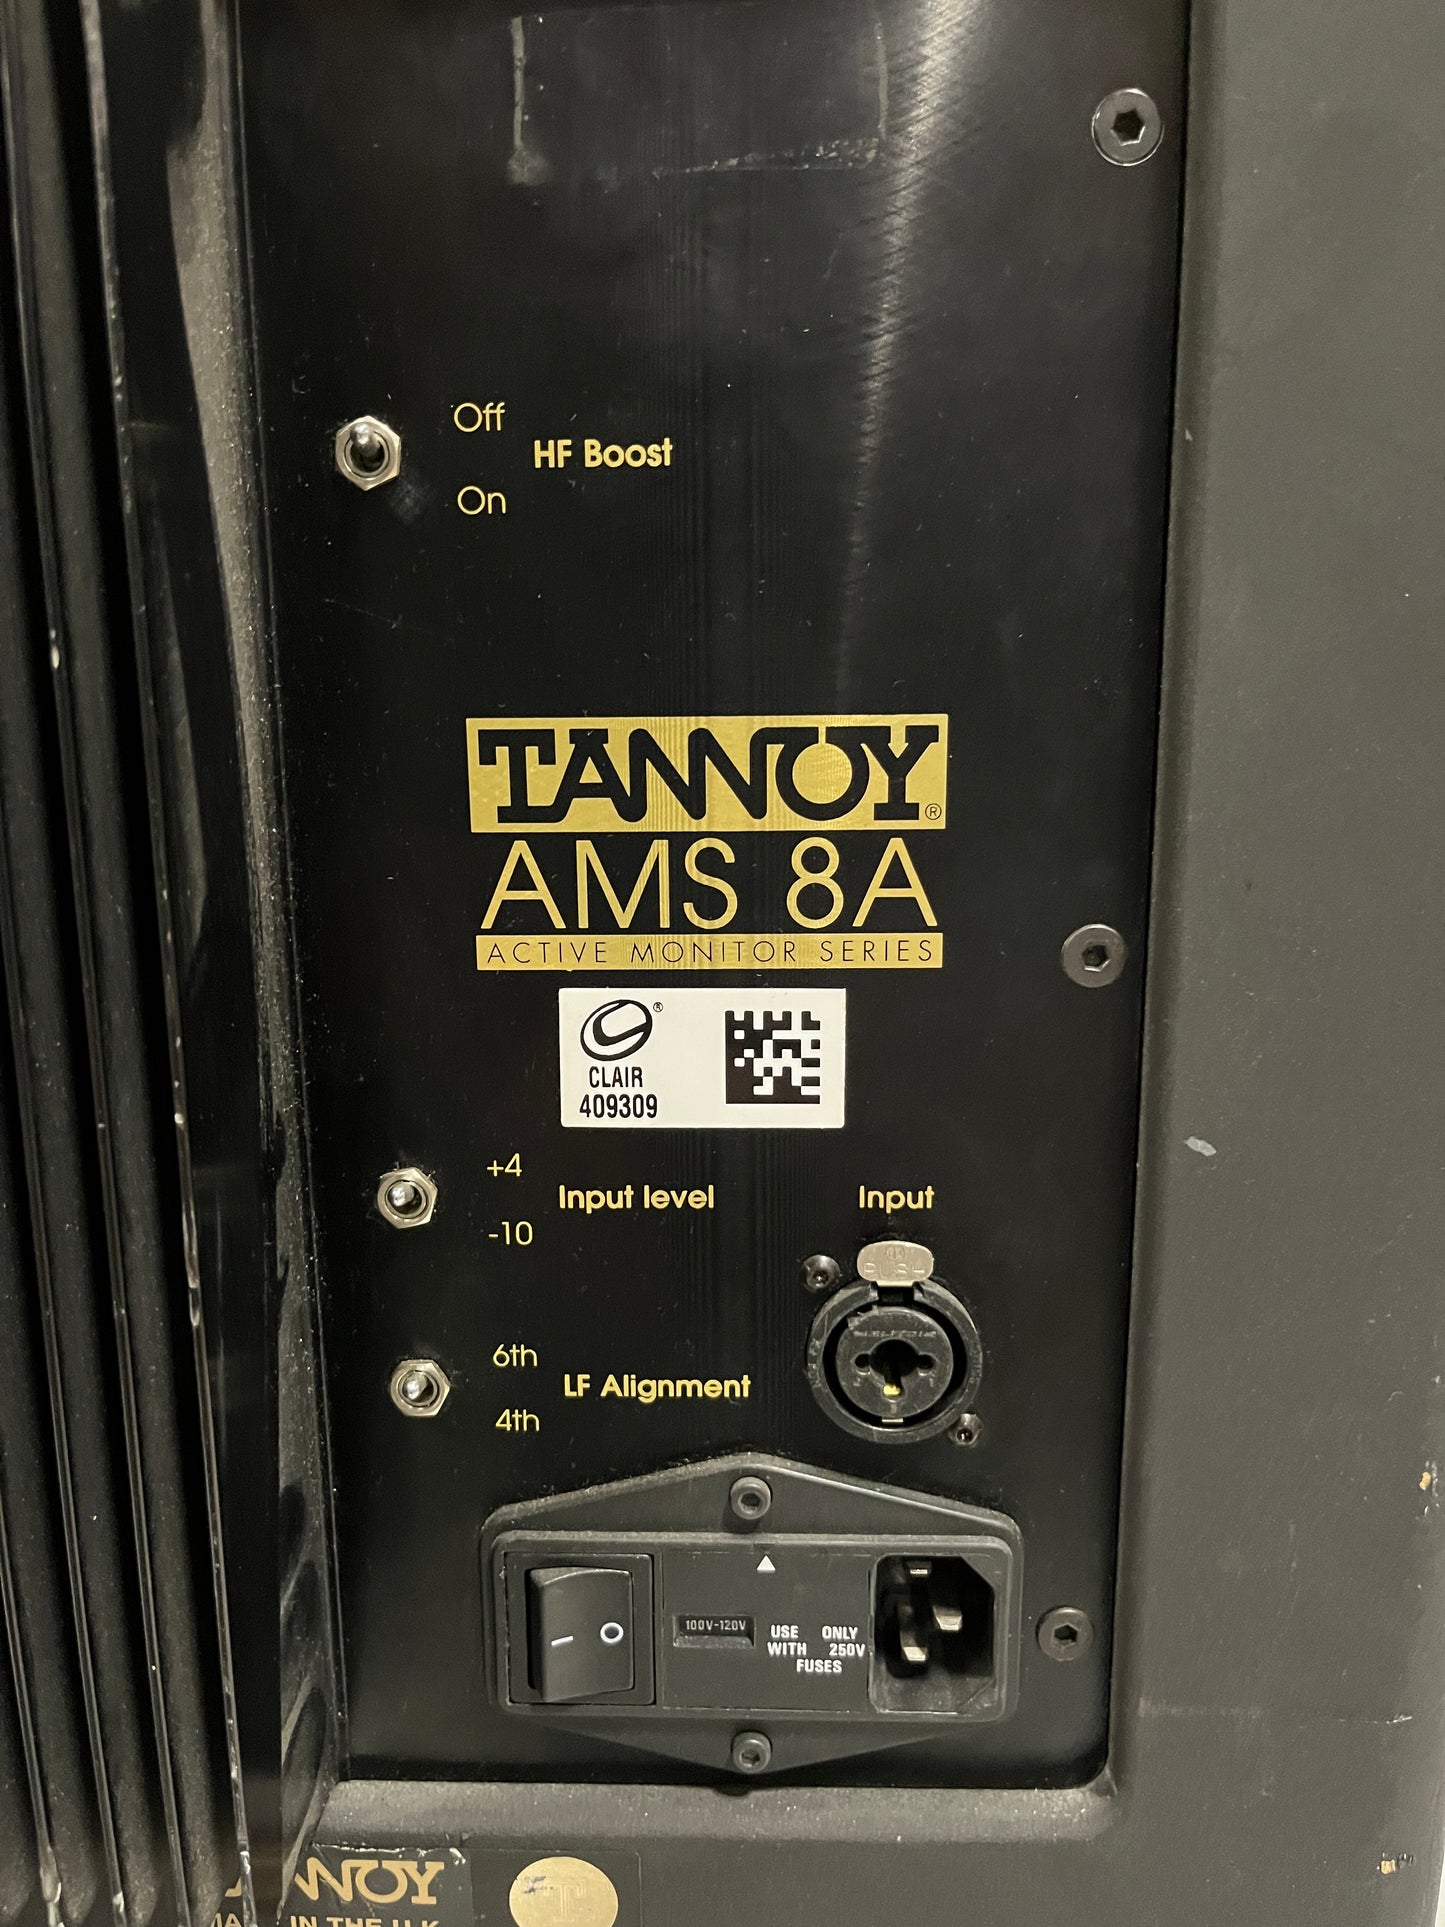 Off
HF Boost
On
TANNOY®
AMS 8A
ACTIVE MONITOR SERIES
®
CLAIR
409309
+4
Input level
-10
Input
PUSH
6th
LF Alignment
4th
100V-120V
USE ONLY
WITH 250V
FUSES
I O
NNOY
IN THE U.K